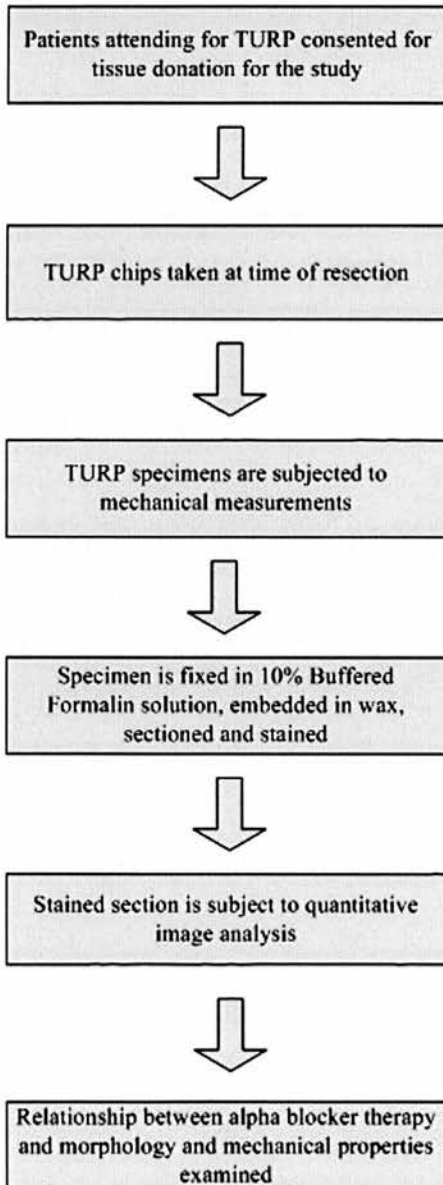 Patients attending for TURP consented for
tissue donation for the study
TURP chips taken at time of resection
TURP specimens are subjected to
mechanical measurements
Specimen is fixed in 10% Buffered
Formalin solution, embedded in wax,
sectioned and stained
Stained section is subject to quantitative
image analysis
Relationship between alpha blocker therapy
and morphology and mechanical properties
examined